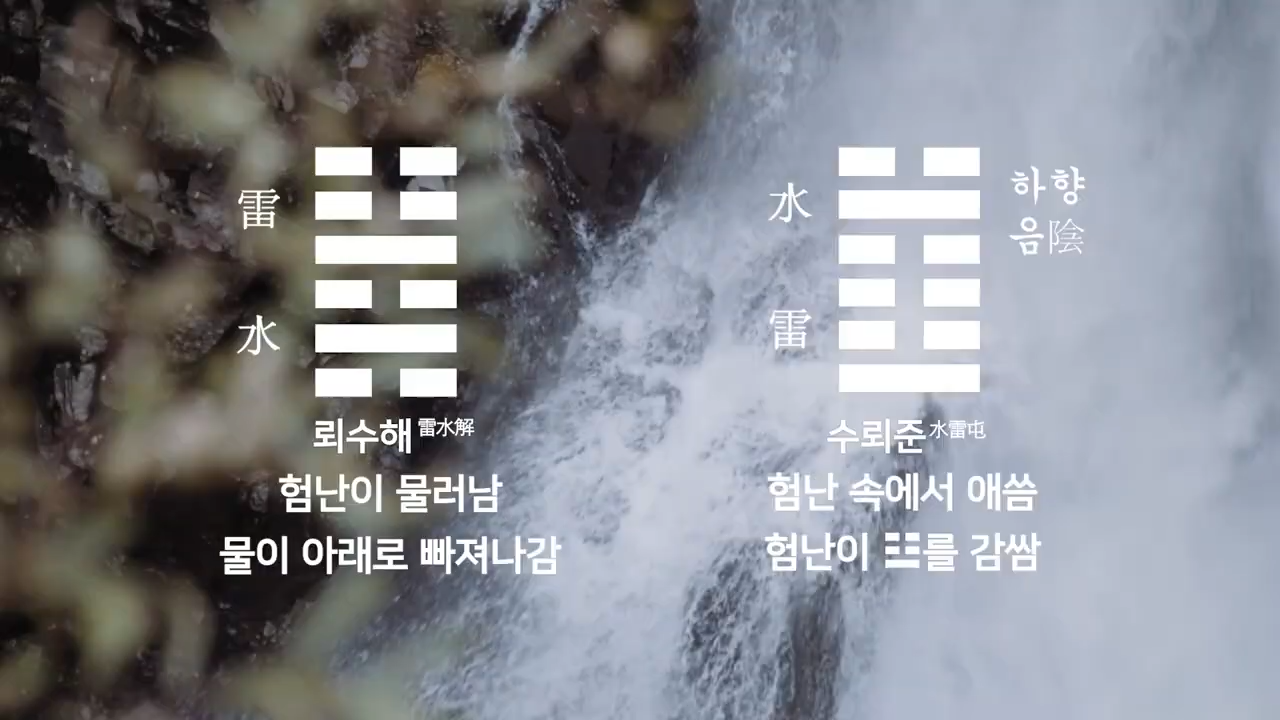 雷
水
뢰수해 雷水解
험난이 물러남
물이 아래로 빠져나감
水
雷
하향
음陰
수뢰준 水雷屯
험난 속에서 애씀
험난이 ☳를 감쌈